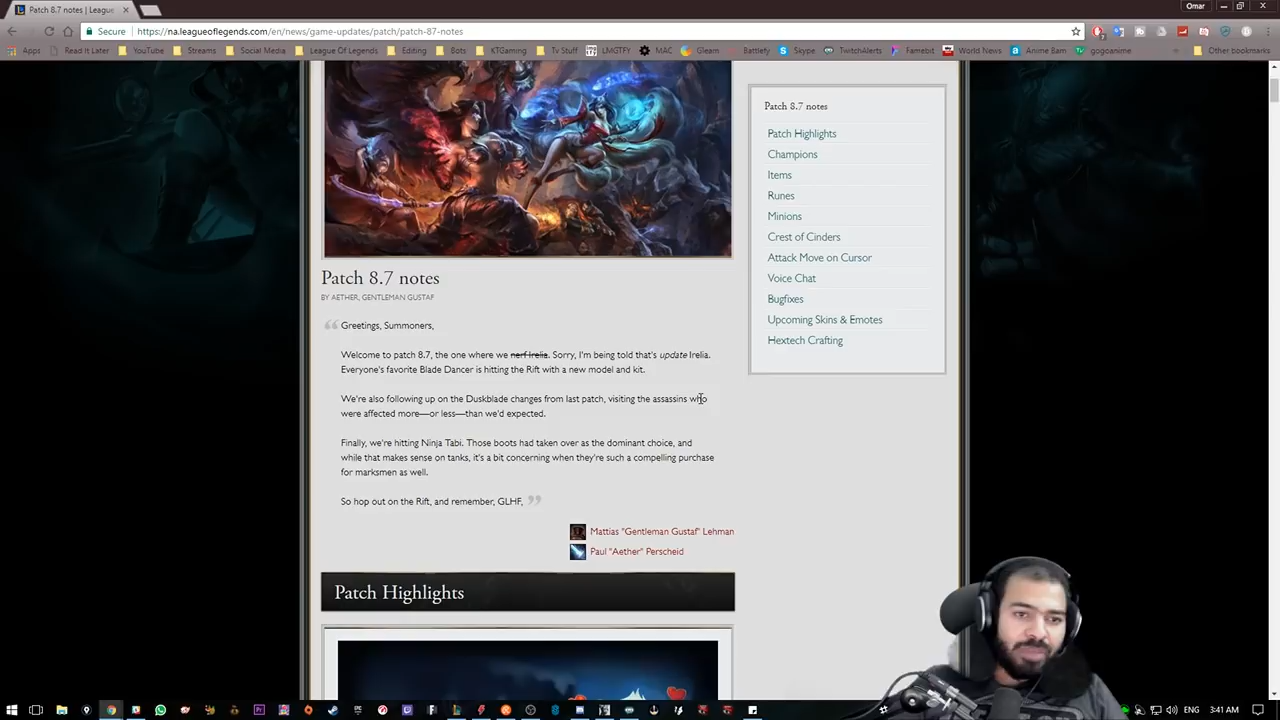 Patch 8.7 notes | Leagu
Omar
Secure
https://na.leagueoflegends.com/en/news/game-updates/patch/patch-87-notes
Apps
Read It Later
YouTube
Streams
Social Media
League Of Legends
Editing
Bots
KTGaming
Tv Stuff
LMGTFY
MAC
Gleam
Battlefy
Skype
TwitchAlerts
Famebit
World News
Anime Bam
gogoanime
Other bookmarks
Patch 8.7 notes
BY AETHER, GENTLEMAN GUSTAF
Greetings, Summoners,
Welcome to patch 8.7, the one where we nerf Irelia. Sorry, I'm being told that's update Irelia.
Everyone's favorite Blade Dancer is hitting the Rift with a new model and kit.
We're also following up on the Duskblade changes from last patch, visiting the assassins who
were affected more—or less—than we'd expected.
Finally, we're hitting Ninja Tabi. Those boots had taken over as the dominant choice, and
while that makes sense on tanks, it's a bit concerning when they're such a compelling purchase
for marksmen as well.
So hop out on the Rift, and remember, GLHF,
Mattias "Gentleman Gustaf" Lehman
Paul "Aether" Perscheid
Patch Highlights
Patch 8.7 notes
Patch Highlights
Champions
Items
Runes
Minions
Crest of Cinders
Attack Move on Cursor
Voice Chat
Bugfixes
Upcoming Skins & Emotes
Hextech Crafting
ENG
3:41 AM